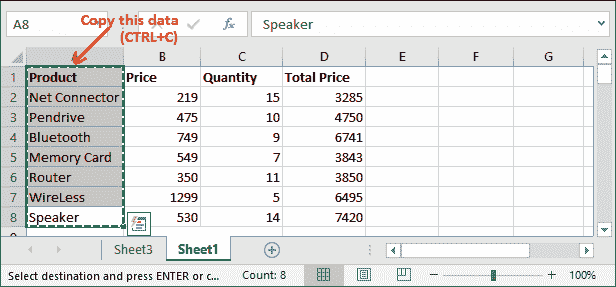 A8
fx
Speaker
Copy this data
(CTRL+C)
A B C D E F G
1 Product Price Quantity Total Price
2 Net Connector 219 15 3285
3 Pendrive 475 10 4750
4 Bluetooth 749 9 6741
5 Memory Card 549 7 3843
6 Router 350 11 3850
7 WireLess 1299 5 6495
8 Speaker 530 14 7420
Sheet3 Sheet1
Select destination and press ENTER or c... Count: 8 100%